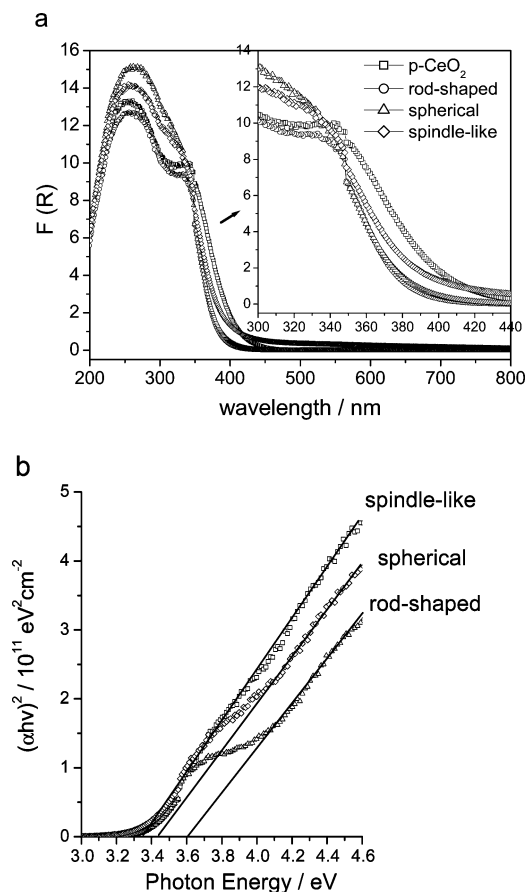 a
16
14
12
10
8
6
4
2
0
F (R)
200 300 400 500 600 700 800
wavelength / nm
14
12
10
8
6
4
2
0
300 320 340 360 380 400 420 440
p-CeO₂
rod-shaped
spherical
spindle-like
b
5
4
3
2
1
0
(αhν)² / 10¹¹ eV²cm⁻²
3.0 3.2 3.4 3.6 3.8 4.0 4.2 4.4 4.6
Photon Energy / eV
spindle-like
spherical
rod-shaped